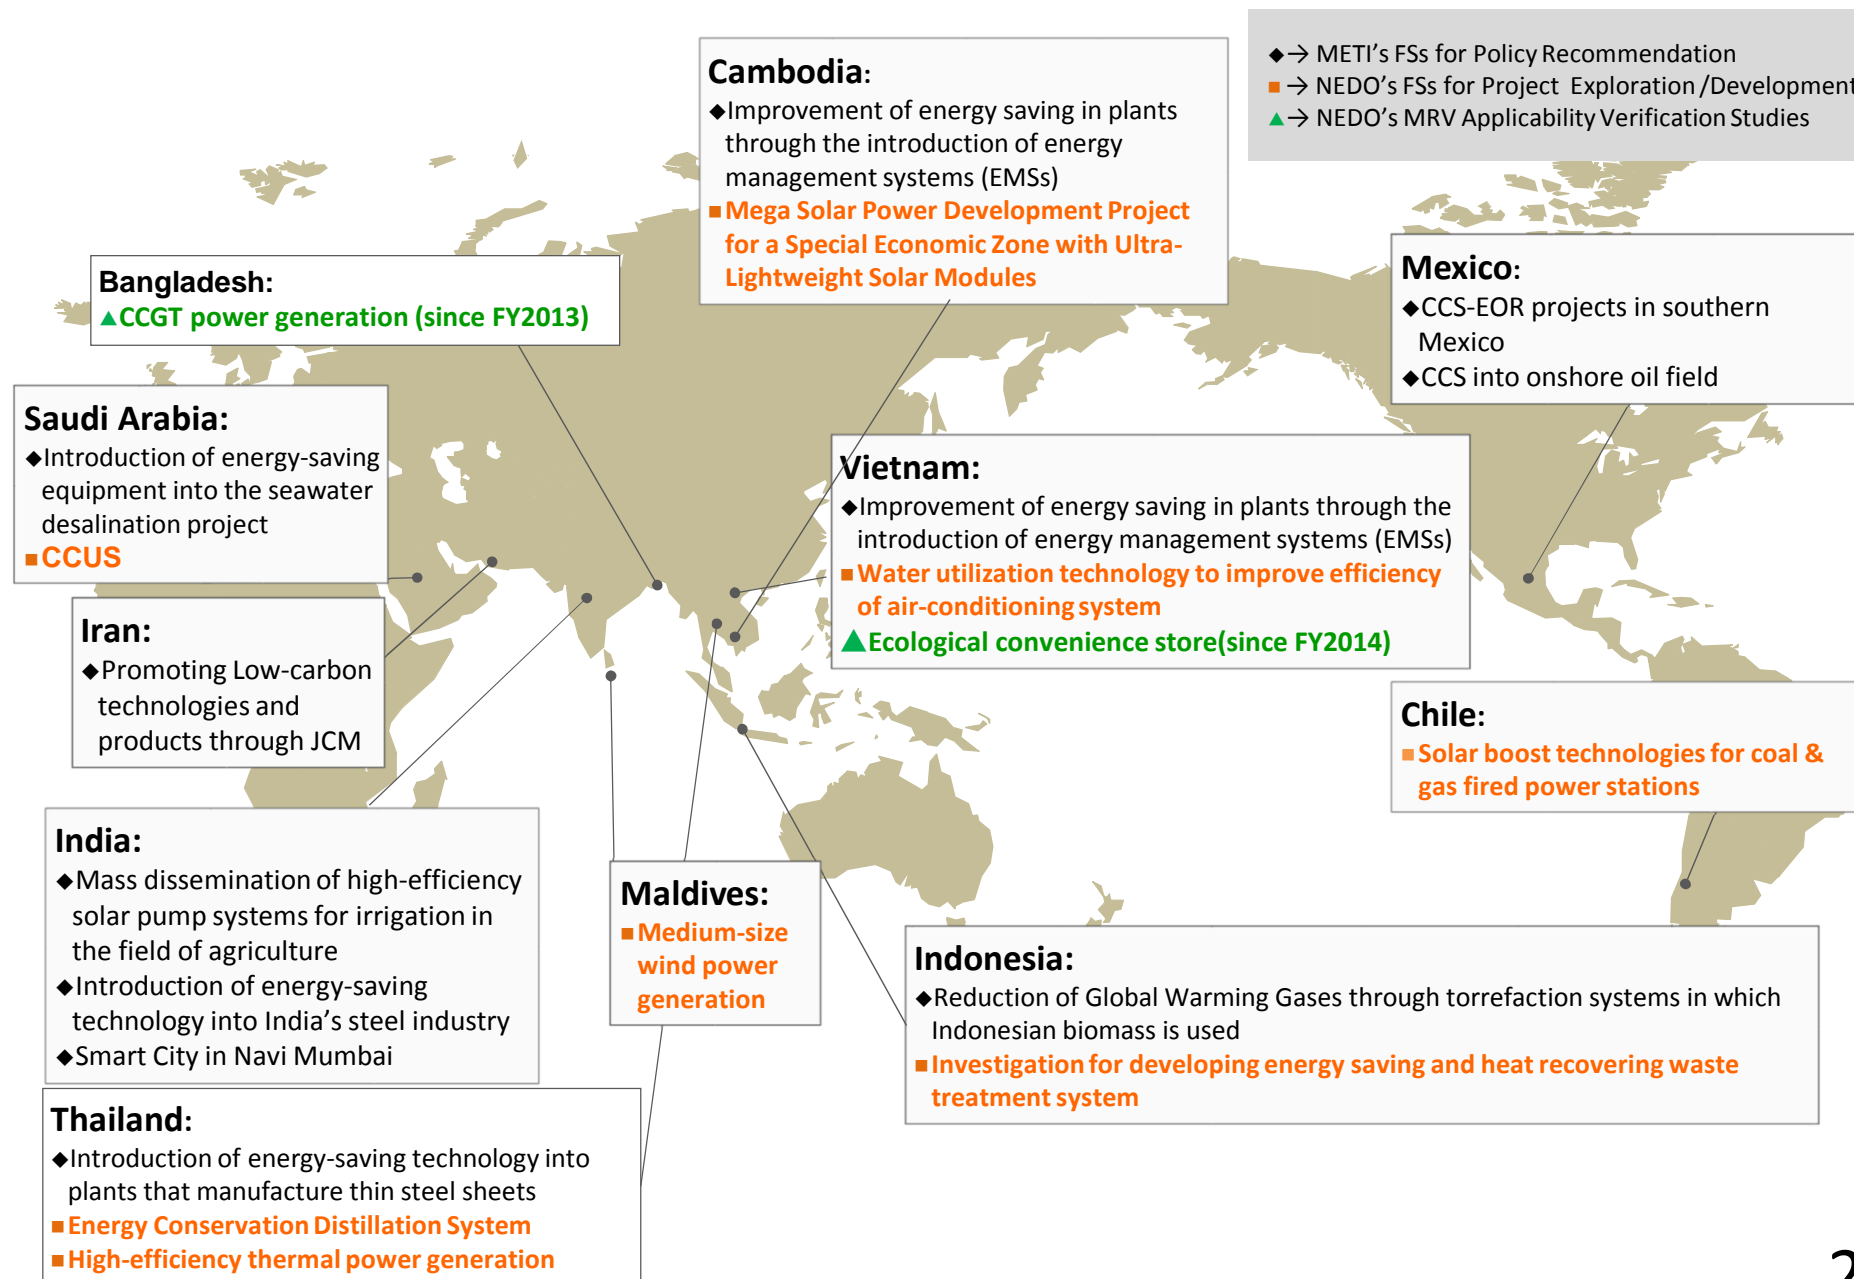 ◆→ METI's FSs for Policy Recommendation
■→ NEDO's FSs for Project Exploration/Development
▲→ NEDO's MRV Applicability Verification Studies
Cambodia:
◆Improvement of energy saving in plants
through the introduction of energy
management systems (EMSs)
■Mega Solar Power Development Project
for a Special Economic Zone with Ultra-
Lightweight Solar Modules
Bangladesh:
▲CCGT power generation (since FY2013)
Mexico:
◆CCS-EOR projects in southern
Mexico
◆CCS into onshore oil field
Saudi Arabia:
◆Introduction of energy-saving
equipment into the seawater
desalination project
■CCUS
Vietnam:
◆Improvement of energy saving in plants through the
introduction of energy management systems (EMSs)
■Water utilization technology to improve efficiency
of air-conditioning system
▲Ecological convenience store(since FY2014)
Iran:
◆Promoting Low-carbon
technologies and
products through JCM
Chile:
■Solar boost technologies for coal &
gas fired power stations
India:
◆Mass dissemination of high-efficiency
solar pump systems for irrigation in
the field of agriculture
◆Introduction of energy-saving
technology into India's steel industry
◆Smart City in Navi Mumbai
Maldives:
■Medium-size
wind power
generation
Indonesia:
◆Reduction of Global Warming Gases through torrefaction systems in which
Indonesian biomass is used
■Investigation for developing energy saving and heat recovering waste
treatment system
Thailand:
◆Introduction of energy-saving technology into
plants that manufacture thin steel sheets
■Energy Conservation Distillation System
■High-efficiency thermal power generation
2